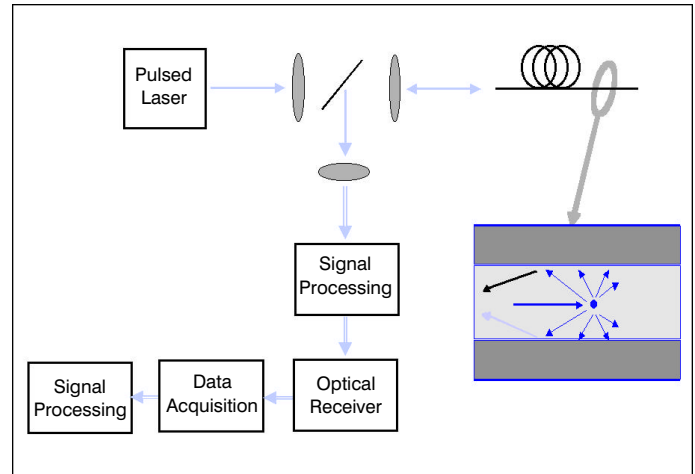 Pulsed
Laser
Signal
Processing
Optical
Receiver
Data
Acquisition
Signal
Processing